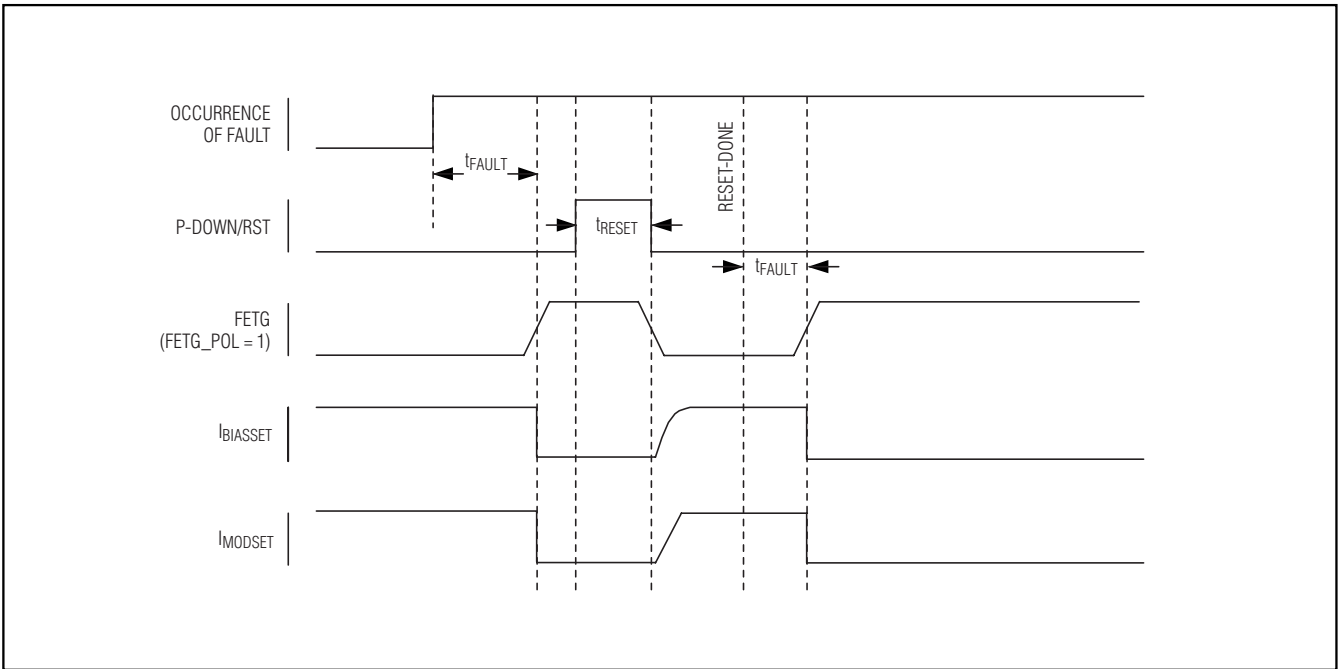 OCCURRENCE
OF FAULT
tFAULT
RESET-DONE
P-DOWN/RST
tRESET
tFAULT
FETG
(FETG_POL = 1)
IBIASSET
IMODSET